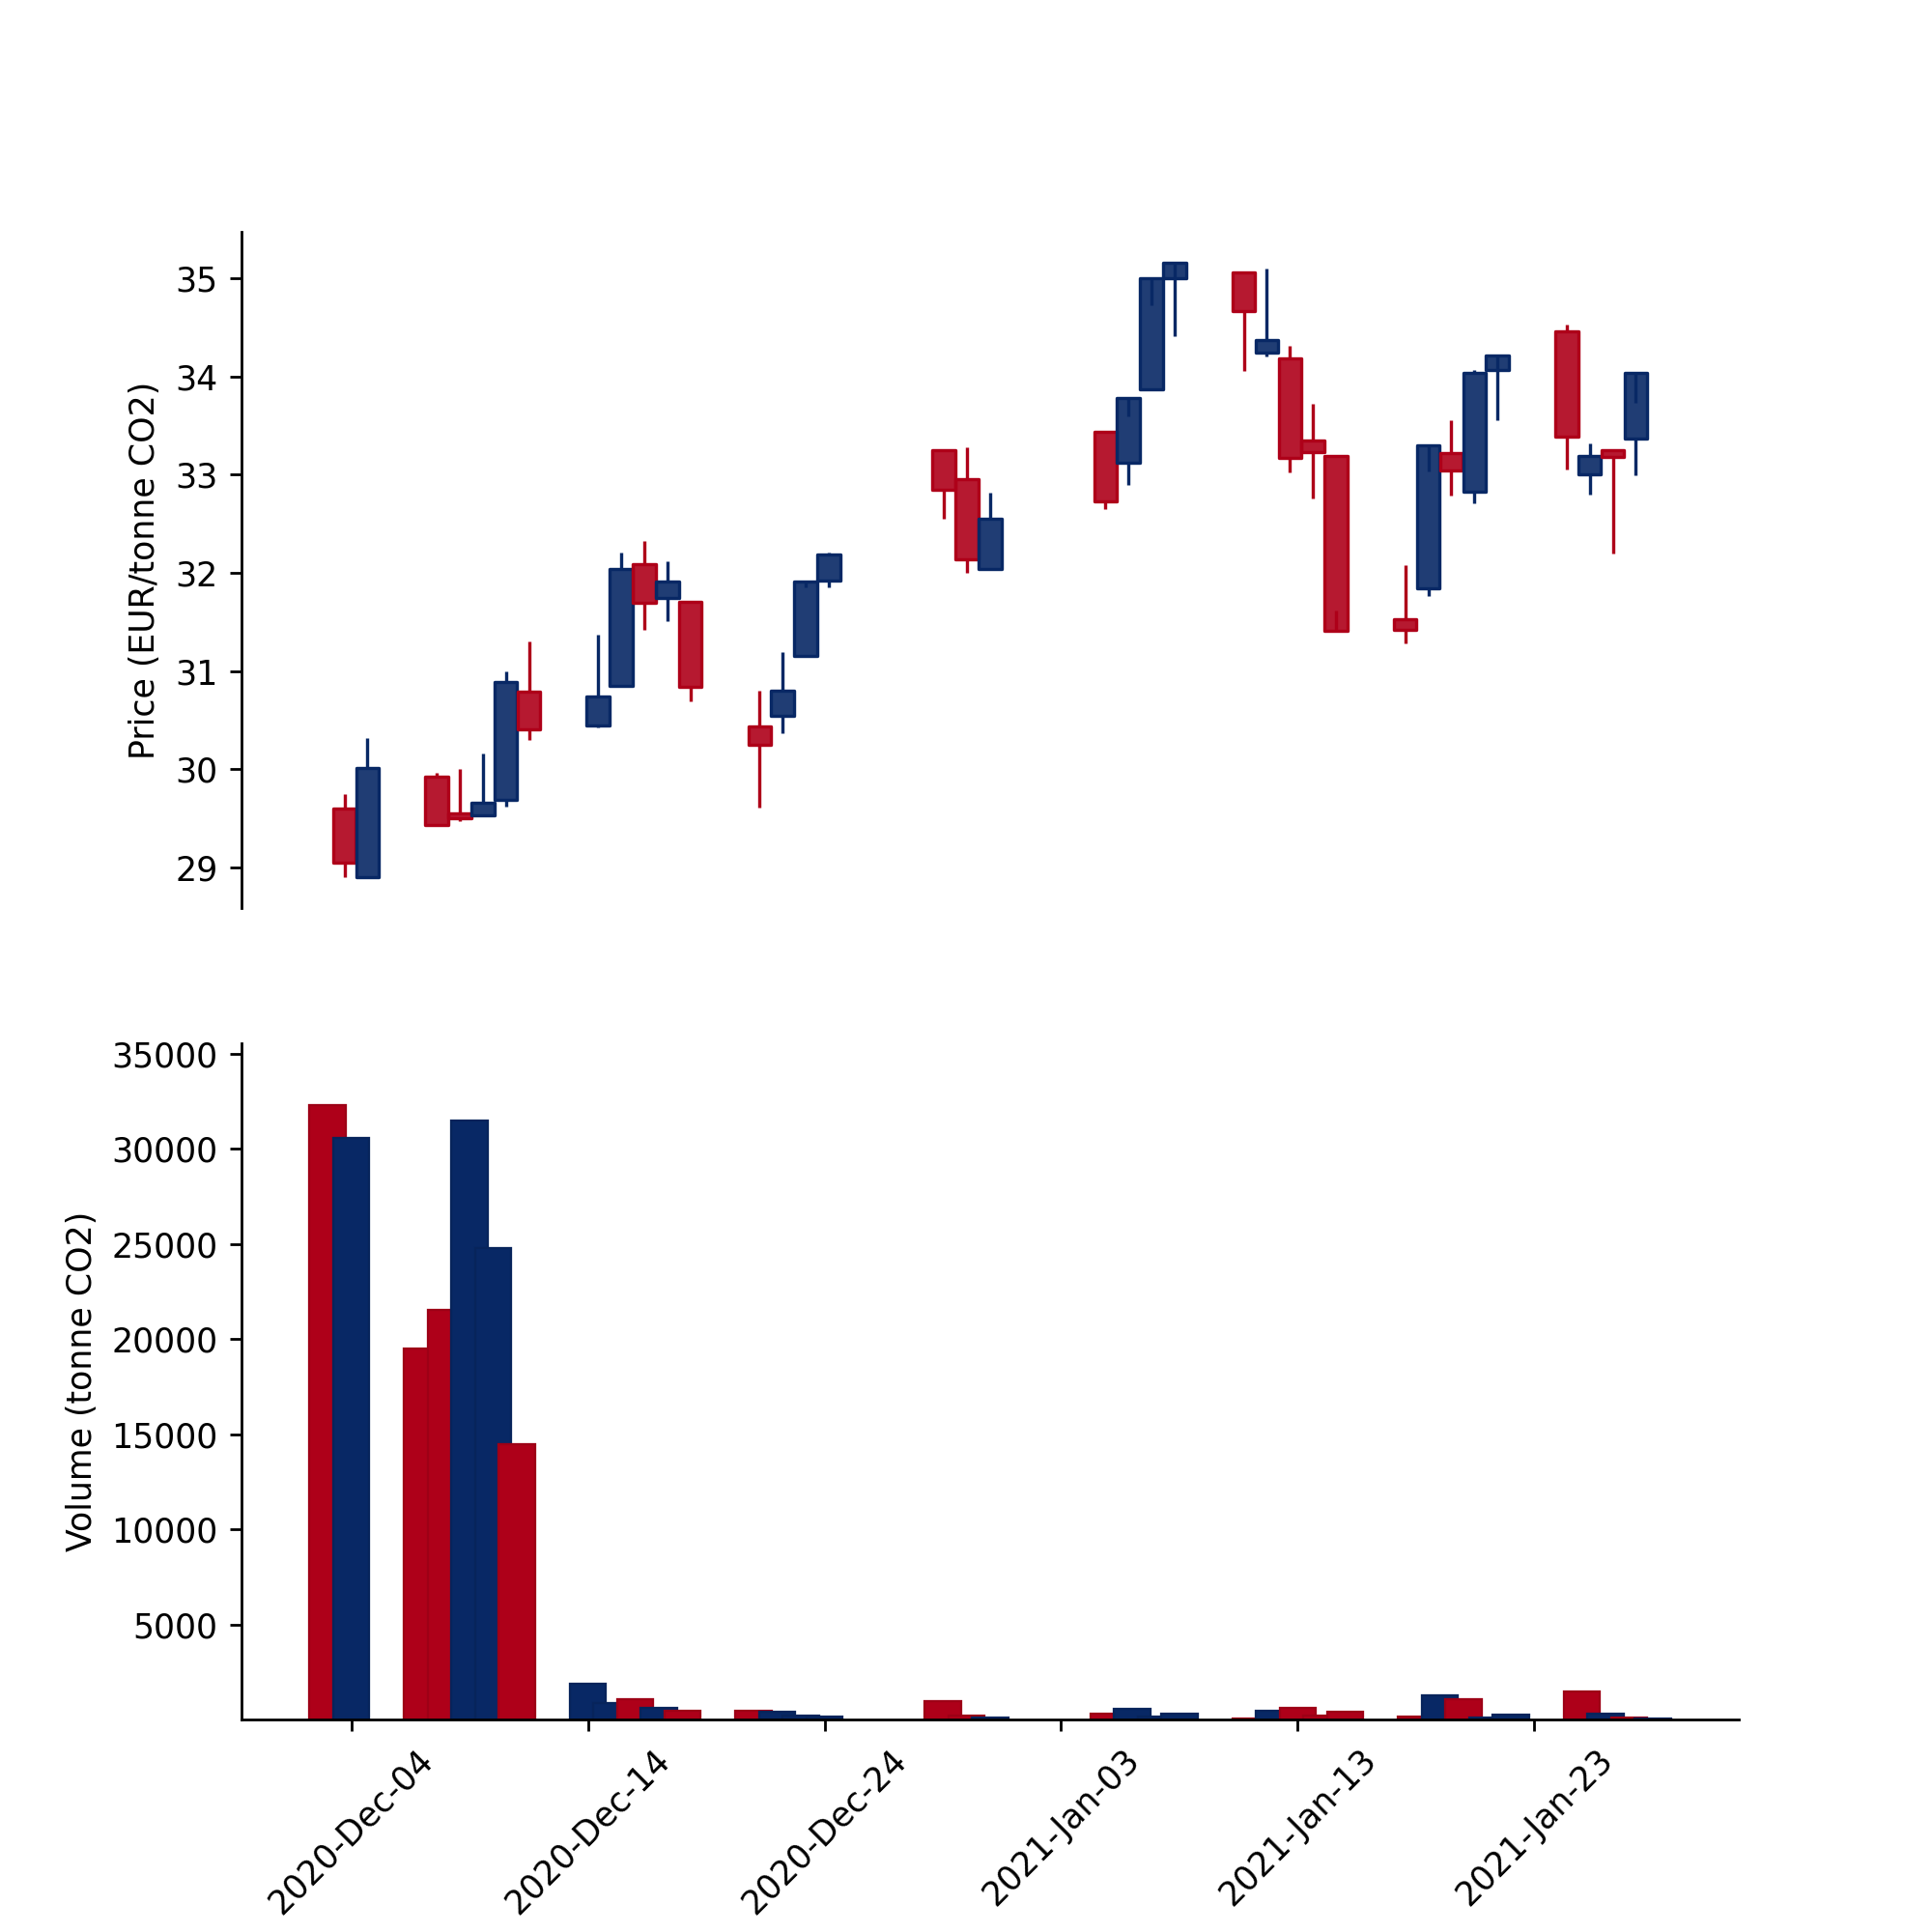 35
34
33
32
31
30
29
Price (EUR/tonne CO2)
35000
30000
25000
20000
15000
10000
5000
Volume (tonne CO2)
2020-Dec-04
2020-Dec-14
2020-Dec-24
2021-Jan-03
2021-Jan-13
2021-Jan-23